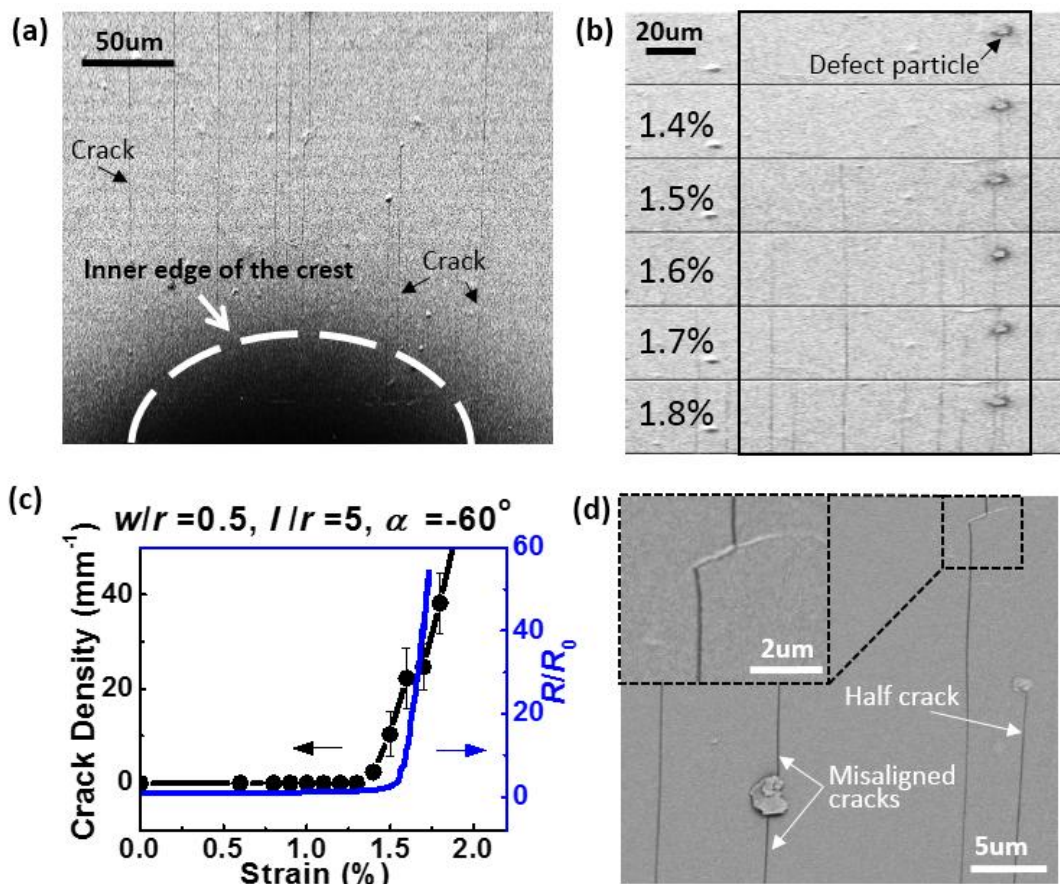 (a)
50um
Crack
Inner edge of the crest
Crack
(b)
20um
Defect particle
1.4%
1.5%
1.6%
1.7%
1.8%
(c)
w/r =0.5, l /r =5, α =-60°
Crack Density (mm⁻¹)
40
20
0
60
40
20
0
R/R₀
0.0 0.5 1.0 1.5 2.0
Strain (%)
(d)
2um
Half crack
Misaligned
cracks
5um